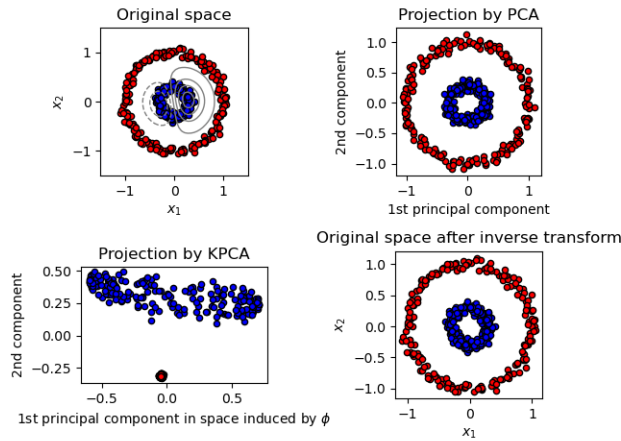 Original space
1
0
−1
x₂
−1 0 1
x₁
Projection by PCA
1.0
0.5
0.0
−0.5
−1.0
2nd component
−1 0 1
1st principal component
Projection by KPCA
0.50
0.25
0.00
−0.25
2nd component
−0.5 0.0 0.5
1st principal component in space induced by ϕ
Original space after inverse transform
1.0
0.5
0.0
−0.5
−1.0
x₂
−1 0 1
x₁